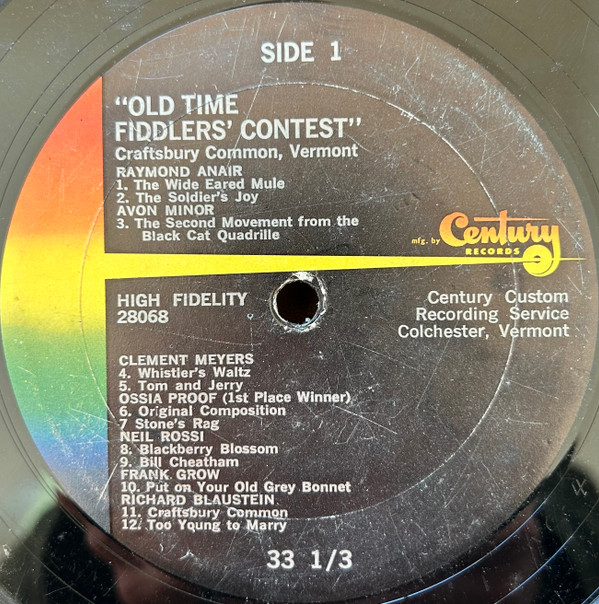 SIDE 1
"OLD TIME
FIDDLERS' CONTEST"
Craftsbury Common, Vermont
RAYMOND ANAIR
1. The Wide Eared Mule
2. The Soldier's Joy
AVON MINOR
3. The Second Movement from the
Black Cat Quadrille
mfg. by Century
RECORDS
HIGH FIDELITY
28068
Century Custom
Recording Service
Colchester, Vermont
CLEMENT MEYERS
4. Whistler's Waltz
5. Tom and Jerry
OSSIA PROOF (1st Place Winner)
6. Original Composition
7 Stone's Rag
NEIL ROSSI
8. Blackberry Blossom
9. Bill Cheatham
FRANK GROW
10. Put on Your Old Grey Bonnet
RICHARD BLAUSTEIN
11. Craftsbury Common
12. Too Young to Marry
33 1/3